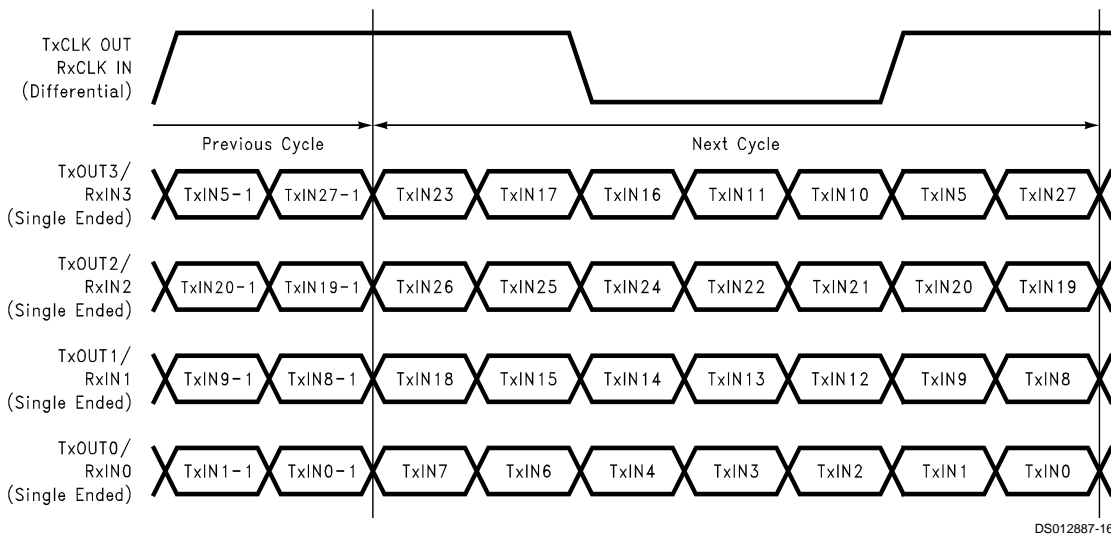 TxCLK OUT
RxCLK IN
(Differential)
Previous Cycle
Next Cycle
TxOUT3/
RxIN3
(Single Ended)
TxIN5-1 TxIN27-1 TxIN23 TxIN17 TxIN16 TxIN11 TxIN10 TxIN5 TxIN27
TxOUT2/
RxIN2
(Single Ended)
TxIN20-1 TxIN19-1 TxIN26 TxIN25 TxIN24 TxIN22 TxIN21 TxIN20 TxIN19
TxOUT1/
RxIN1
(Single Ended)
TxIN9-1 TxIN8-1 TxIN18 TxIN15 TxIN14 TxIN13 TxIN12 TxIN9 TxIN8
TxOUT0/
RxIN0
(Single Ended)
TxIN1-1 TxIN0-1 TxIN7 TxIN6 TxIN4 TxIN3 TxIN2 TxIN1 TxIN0
DS012887-16